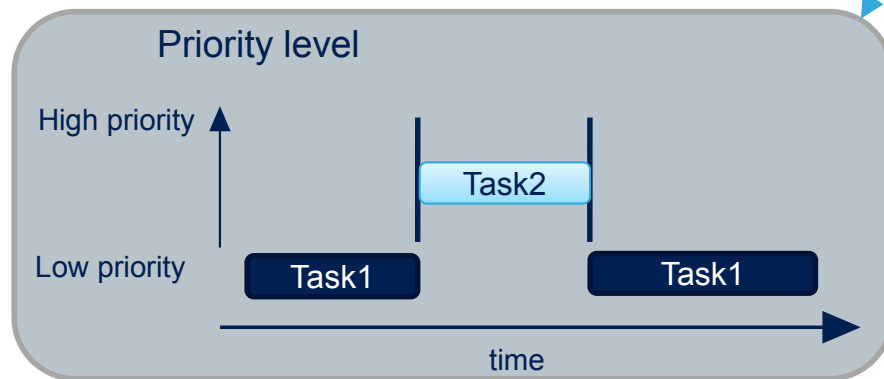 Priority level
High priority
Task2
Low priority
Task1
Task1
time